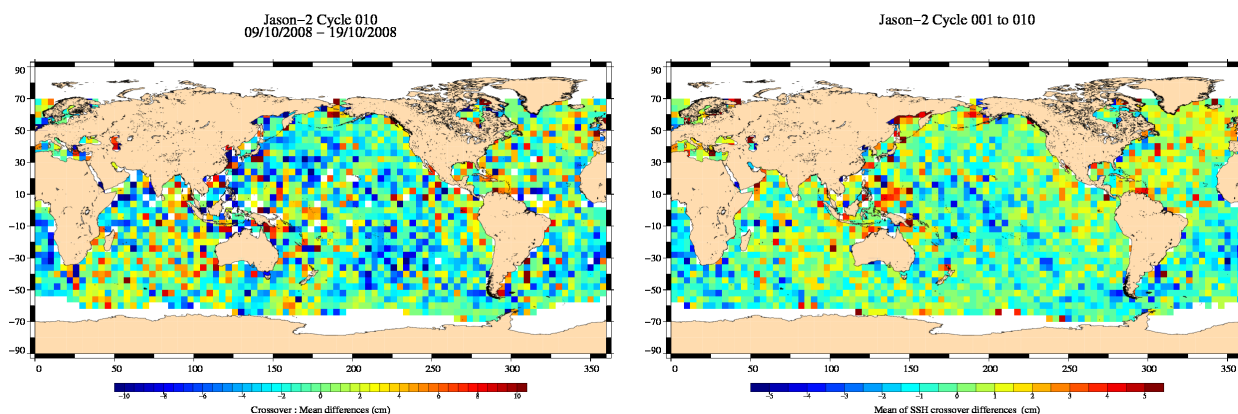 Jason−2 Cycle 010
09/10/2008 − 19/10/2008
90
70
50
30
10
−10
−30
−50
−70
−90
0 50 100 150 200 250 300 350
−10 −8 −6 −4 −2 0 2 4 6 8 10
Crossover : Mean differences (cm)
Jason−2 Cycle 001 to 010
90
70
50
30
10
−10
−30
−50
−70
−90
0 50 100 150 200 250 300 350
−5 −4 −3 −2 −1 0 1 2 3 4 5
Mean of SSH crossover differences (cm)